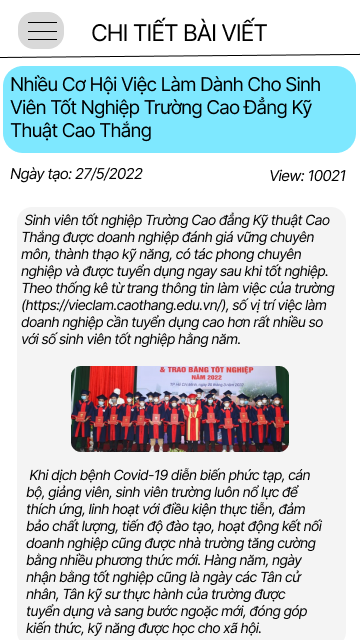 CHI TIẾT BÀI VIẾT
Nhiều Cơ Hội Việc Làm Dành Cho Sinh
Viên Tốt Nghiệp Trường Cao Đẳng Kỹ
Thuật Cao Thắng
Ngày tạo: 27/5/2022
View: 10021
Sinh viên tốt nghiệp Trường Cao đẳng Kỹ thuật Cao
Thắng được doanh nghiệp đánh giá vững chuyên
môn, thành thạo kỹ năng, có tác phong chuyên
nghiệp và được tuyển dụng ngay sau khi tốt nghiệp.
Theo thống kê từ trang thông tin làm việc của trường
(https://vieclam.caothang.edu.vn/), số vị trí việc làm
doanh nghiệp cần tuyển dụng cao hơn rất nhiều so
với số sinh viên tốt nghiệp hằng năm.
& TRAO BẰNG TỐT NGHIỆP
NĂM 2022
Khi dịch bệnh Covid-19 diễn biến phức tạp, cán
bộ, giảng viên, sinh viên trường luôn nỗ lực để
thích ứng, linh hoạt với điều kiện thực tiễn, đảm
bảo chất lượng, tiến độ đào tạo, hoạt động kết nối
doanh nghiệp cũng được nhà trường tăng cường
bằng nhiều phương thức mới. Hàng năm, ngày
nhận bằng tốt nghiệp cũng là ngày các Tân cử
nhân, Tân kỹ sư thực hành của trường được
tuyển dụng và sang bước ngoặc mới, đóng góp
kiến thức, kỹ năng được học cho xã hội.